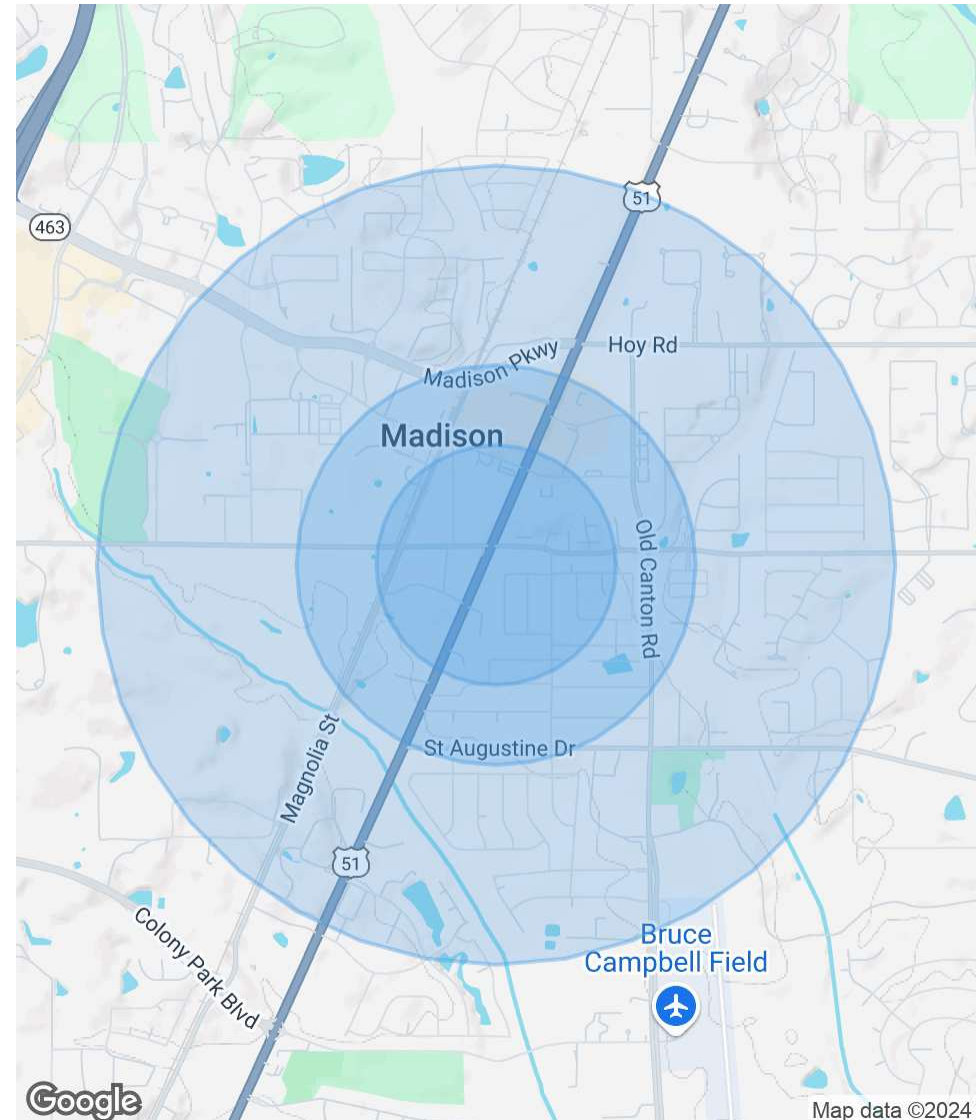 51
463
Hoy Rd
Madison Pkwy
Madison
Old Canton Rd
St Augustine Dr
Magnolia St
51
Colony Park Blvd
Bruce
Campbell Field
Google
Map data ©2024